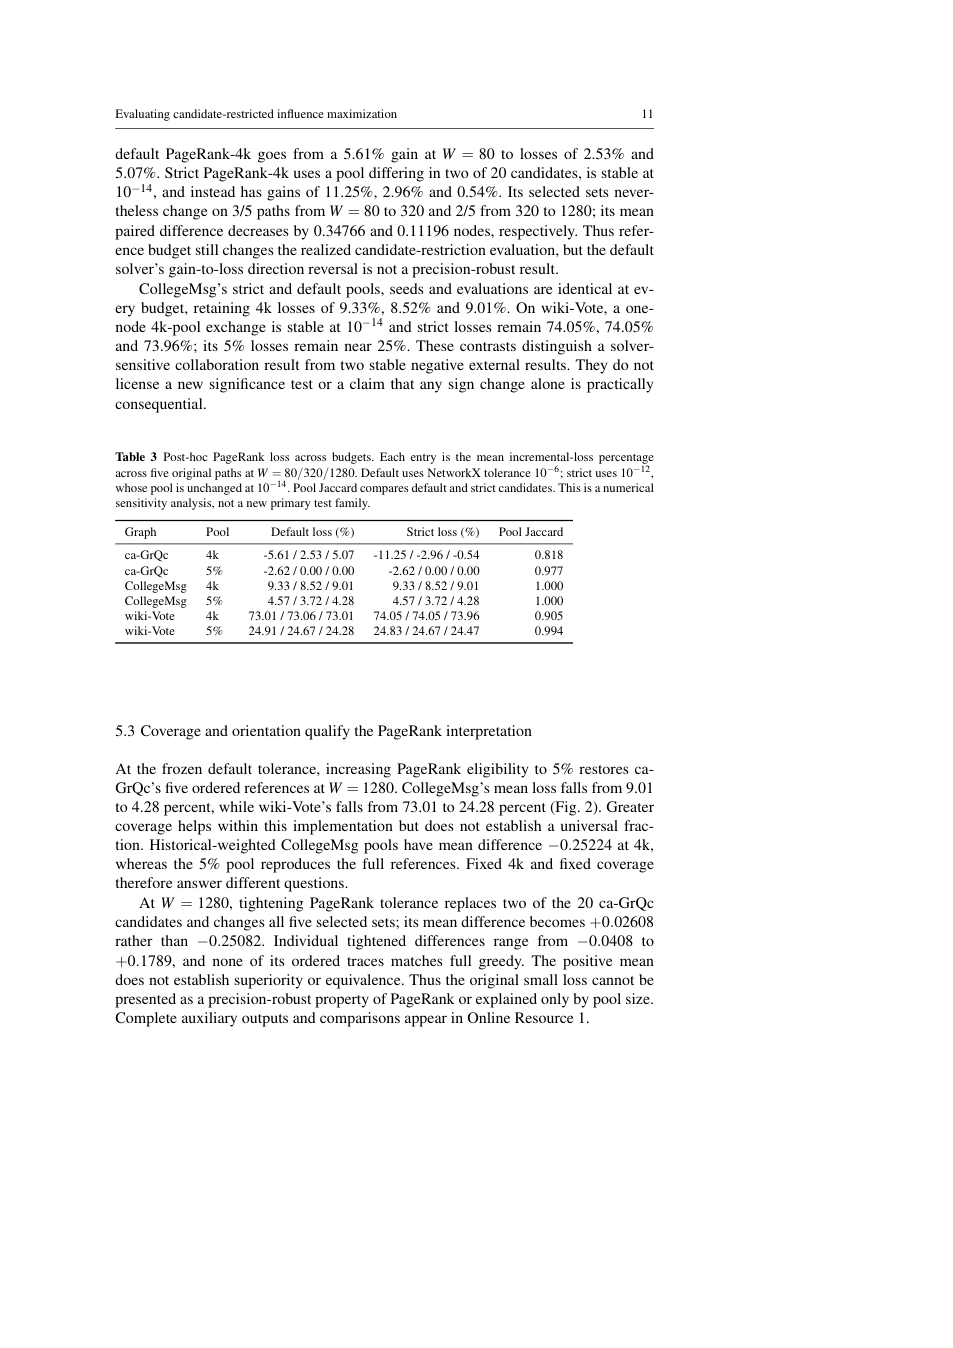 Evaluating candidate-restricted influence maximization 11
default PageRank-4k goes from a 5.61% gain at W = 80 to losses of 2.53% and
5.07%. Strict PageRank-4k uses a pool differing in two of 20 candidates, is stable at
10⁻¹⁴, and instead has gains of 11.25%, 2.96% and 0.54%. Its selected sets never-
theless change on 3/5 paths from W = 80 to 320 and 2/5 from 320 to 1280; its mean
paired difference decreases by 0.34766 and 0.11196 nodes, respectively. Thus refer-
ence budget still changes the realized candidate-restriction evaluation, but the default
solver's gain-to-loss direction reversal is not a precision-robust result.
CollegeMsg's strict and default pools, seeds and evaluations are identical at ev-
ery budget, retaining 4k losses of 9.33%, 8.52% and 9.01%. On wiki-Vote, a one-
node 4k-pool exchange is stable at 10⁻¹⁴ and strict losses remain 74.05%, 74.05%
and 73.96%; its 5% losses remain near 25%. These contrasts distinguish a solver-
sensitive collaboration result from two stable negative external results. They do not
license a new significance test or a claim that any sign change alone is practically
consequential.
Table 3 Post-hoc PageRank loss across budgets. Each entry is the mean incremental-loss percentage
across five original paths at W = 80/320/1280. Default uses NetworkX tolerance 10⁻⁶; strict uses 10⁻¹²,
whose pool is unchanged at 10⁻¹⁴. Pool Jaccard compares default and strict candidates. This is a numerical
sensitivity analysis, not a new primary test family.
Graph Pool Default loss (%) Strict loss (%) Pool Jaccard
ca-GrQc 4k -5.61 / 2.53 / 5.07 -11.25 / -2.96 / -0.54 0.818
ca-GrQc 5% -2.62 / 0.00 / 0.00 -2.62 / 0.00 / 0.00 0.977
CollegeMsg 4k 9.33 / 8.52 / 9.01 9.33 / 8.52 / 9.01 1.000
CollegeMsg 5% 4.57 / 3.72 / 4.28 4.57 / 3.72 / 4.28 1.000
wiki-Vote 4k 73.01 / 73.06 / 73.01 74.05 / 74.05 / 73.96 0.905
wiki-Vote 5% 24.91 / 24.67 / 24.28 24.83 / 24.67 / 24.47 0.994
5.3 Coverage and orientation qualify the PageRank interpretation
At the frozen default tolerance, increasing PageRank eligibility to 5% restores ca-
GrQc's five ordered references at W = 1280. CollegeMsg's mean loss falls from 9.01
to 4.28 percent, while wiki-Vote's falls from 73.01 to 24.28 percent (Fig. 2). Greater
coverage helps within this implementation but does not establish a universal frac-
tion. Historical-weighted CollegeMsg pools have mean difference −0.25224 at 4k,
whereas the 5% pool reproduces the full references. Fixed 4k and fixed coverage
therefore answer different questions.
At W = 1280, tightening PageRank tolerance replaces two of the 20 ca-GrQc
candidates and changes all five selected sets; its mean difference becomes +0.02608
rather than −0.25082. Individual tightened differences range from −0.0408 to
+0.1789, and none of its ordered traces matches full greedy. The positive mean
does not establish superiority or equivalence. Thus the original small loss cannot be
presented as a precision-robust property of PageRank or explained only by pool size.
Complete auxiliary outputs and comparisons appear in Online Resource 1.